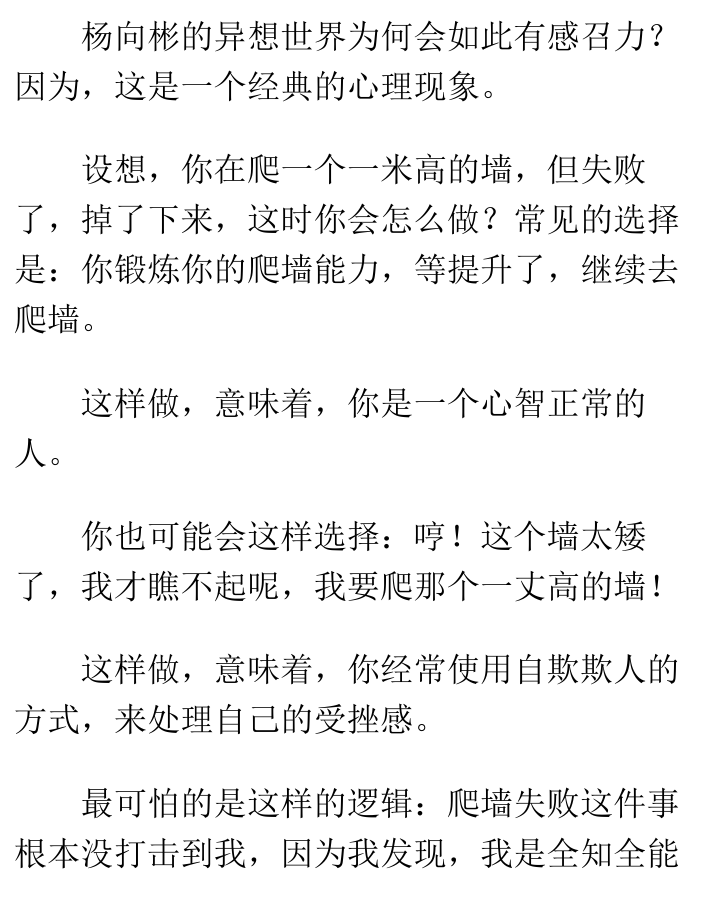 杨向彬的异想世界为何会如此有感召力？
因为，这是一个经典的心理现象。
设想，你在爬一个一米高的墙，但失败
了，掉了下来，这时你会怎么做？常见的选择
是：你锻炼你的爬墙能力，等提升了，继续去
爬墙。
这样做，意味着，你是一个心智正常的
人。
你也可能会这样选择：哼！这个墙太矮
了，我才瞧不起呢，我要爬那个一丈高的墙！
这样做，意味着，你经常使用自欺欺人的
方式，来处理自己的受挫感。
最可怕的是这样的逻辑：爬墙失败这件事
根本没打击到我，因为我发现，我是全知全能